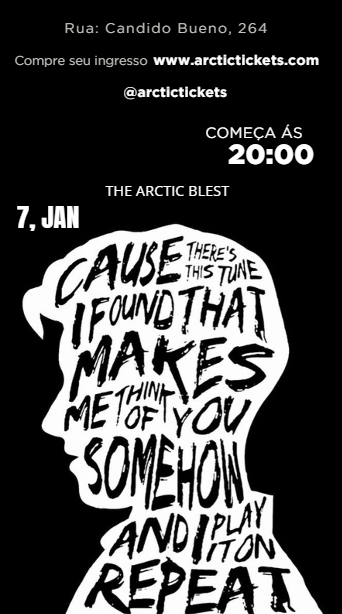 Rua: Candido Bueno, 264
Compre seu ingresso www.arctictickets.com
@arctictickets
COMEÇA ÁS
20:00
THE ARCTIC BLEST
7, JAN
CAUSE THERE'S
THIS TUNE
I FOUND THAT
MAKES
ME THINK
OF YOU
SOMEHOW
AND I PLAY
IT ON
REPEAT